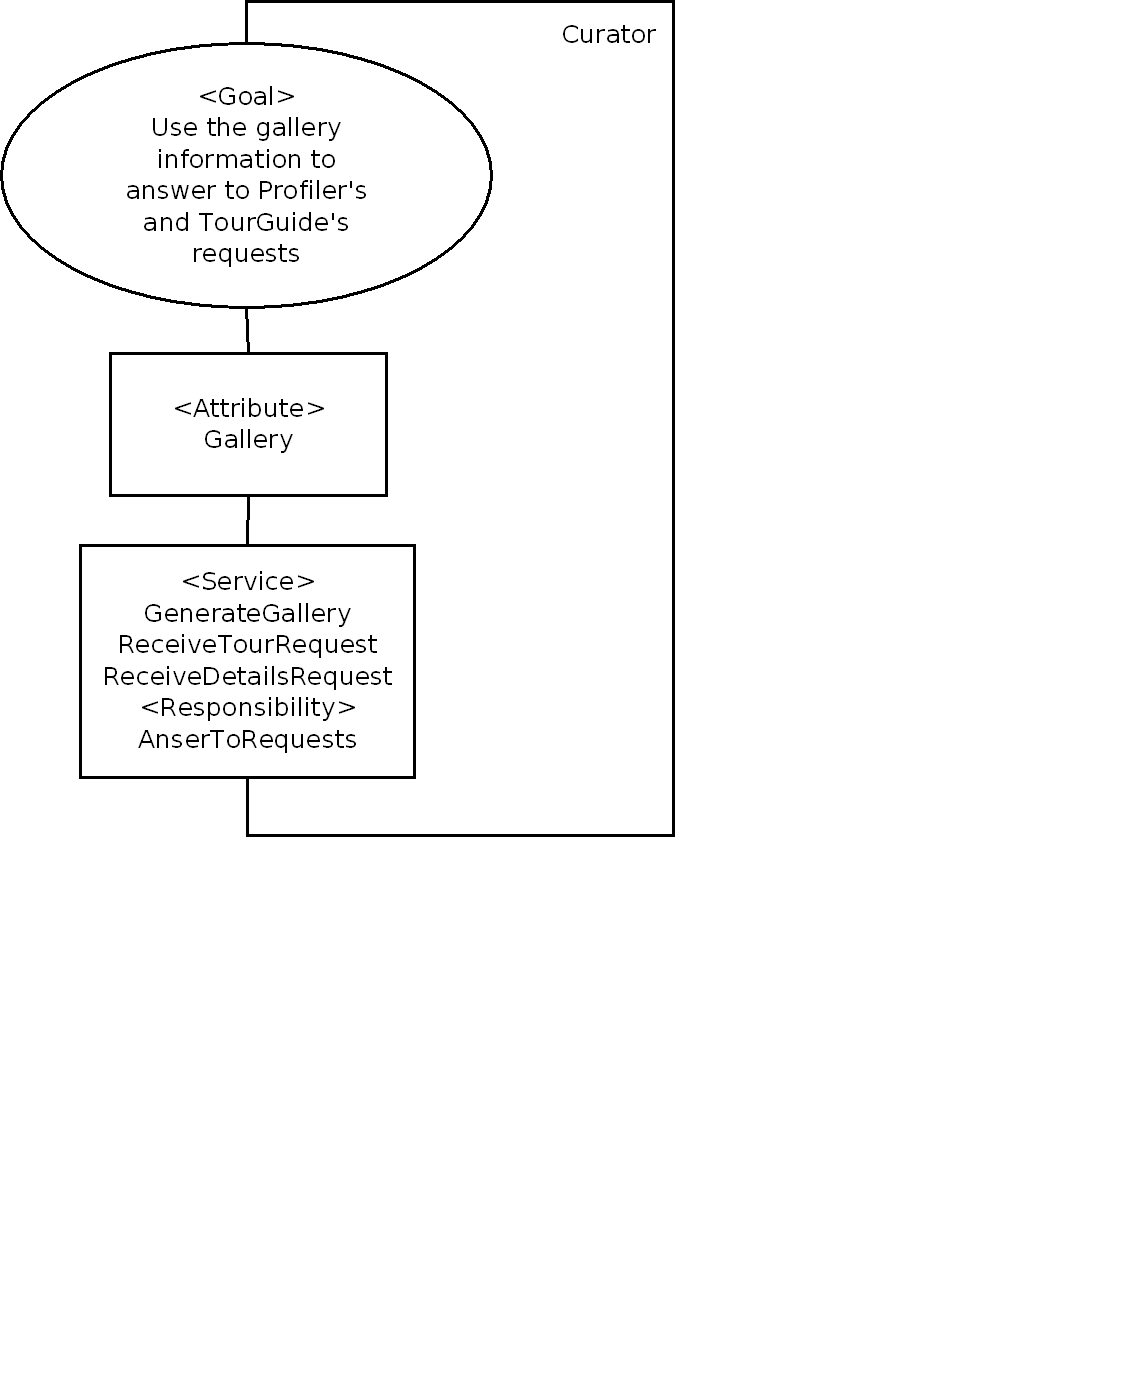 Curator
<Goal>
Use the gallery
information to
answer to Profiler's
and TourGuide's
requests
<Attribute>
Gallery
<Service>
GenerateGallery
ReceiveTourRequest
ReceiveDetailsRequest
<Responsibility>
AnserToRequests